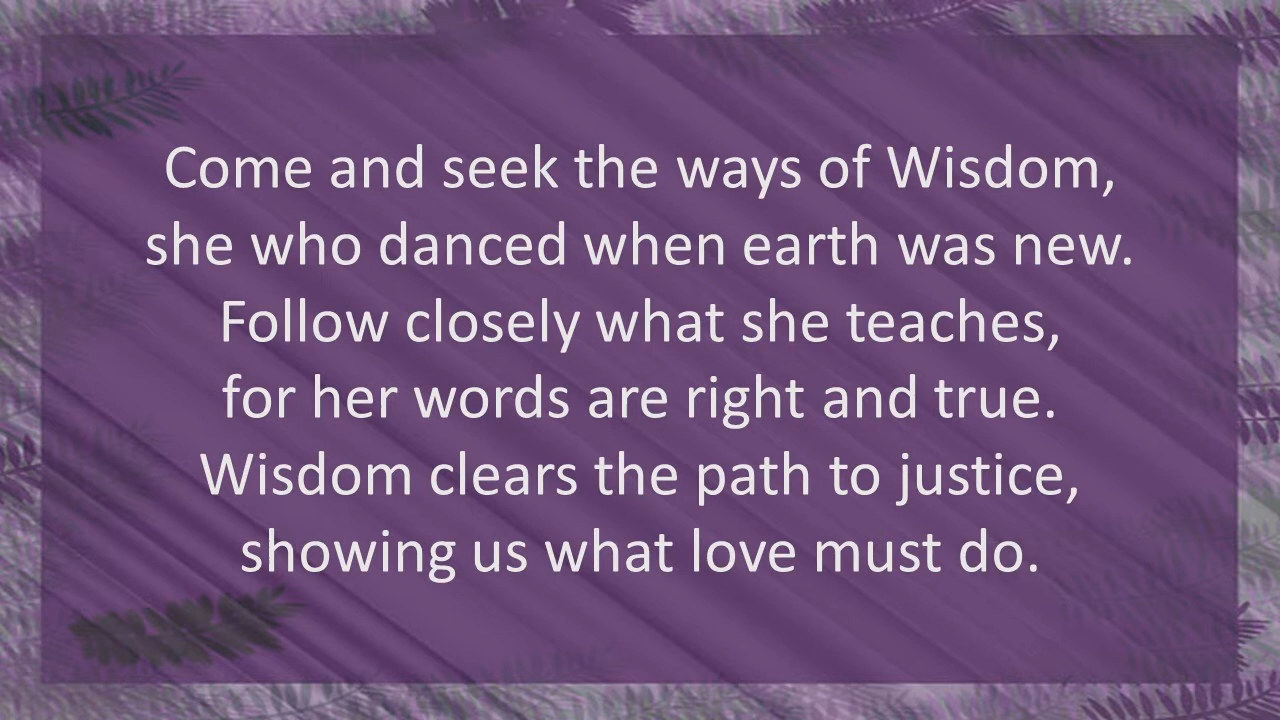 Come and seek the ways of Wisdom,
she who danced when earth was new.
Follow closely what she teaches,
for her words are right and true.
Wisdom clears the path to justice,
showing us what love must do.